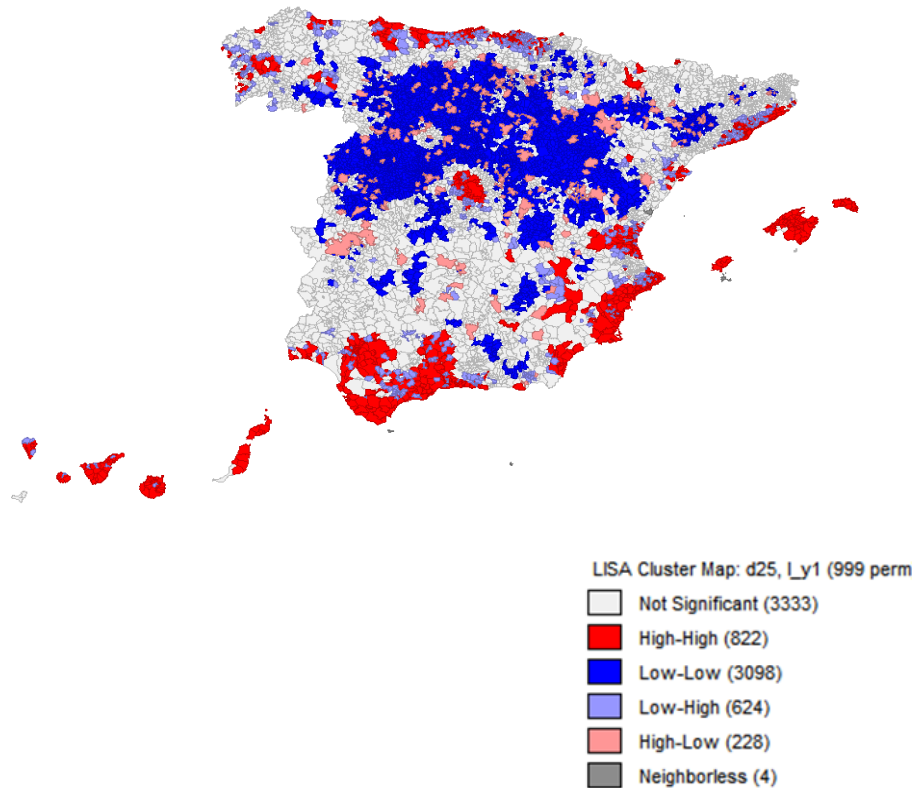 LISA Cluster Map: d25, I_y1 (999 perm
Not Significant (3333)
High-High (822)
Low-Low (3098)
Low-High (624)
High-Low (228)
Neighborless (4)